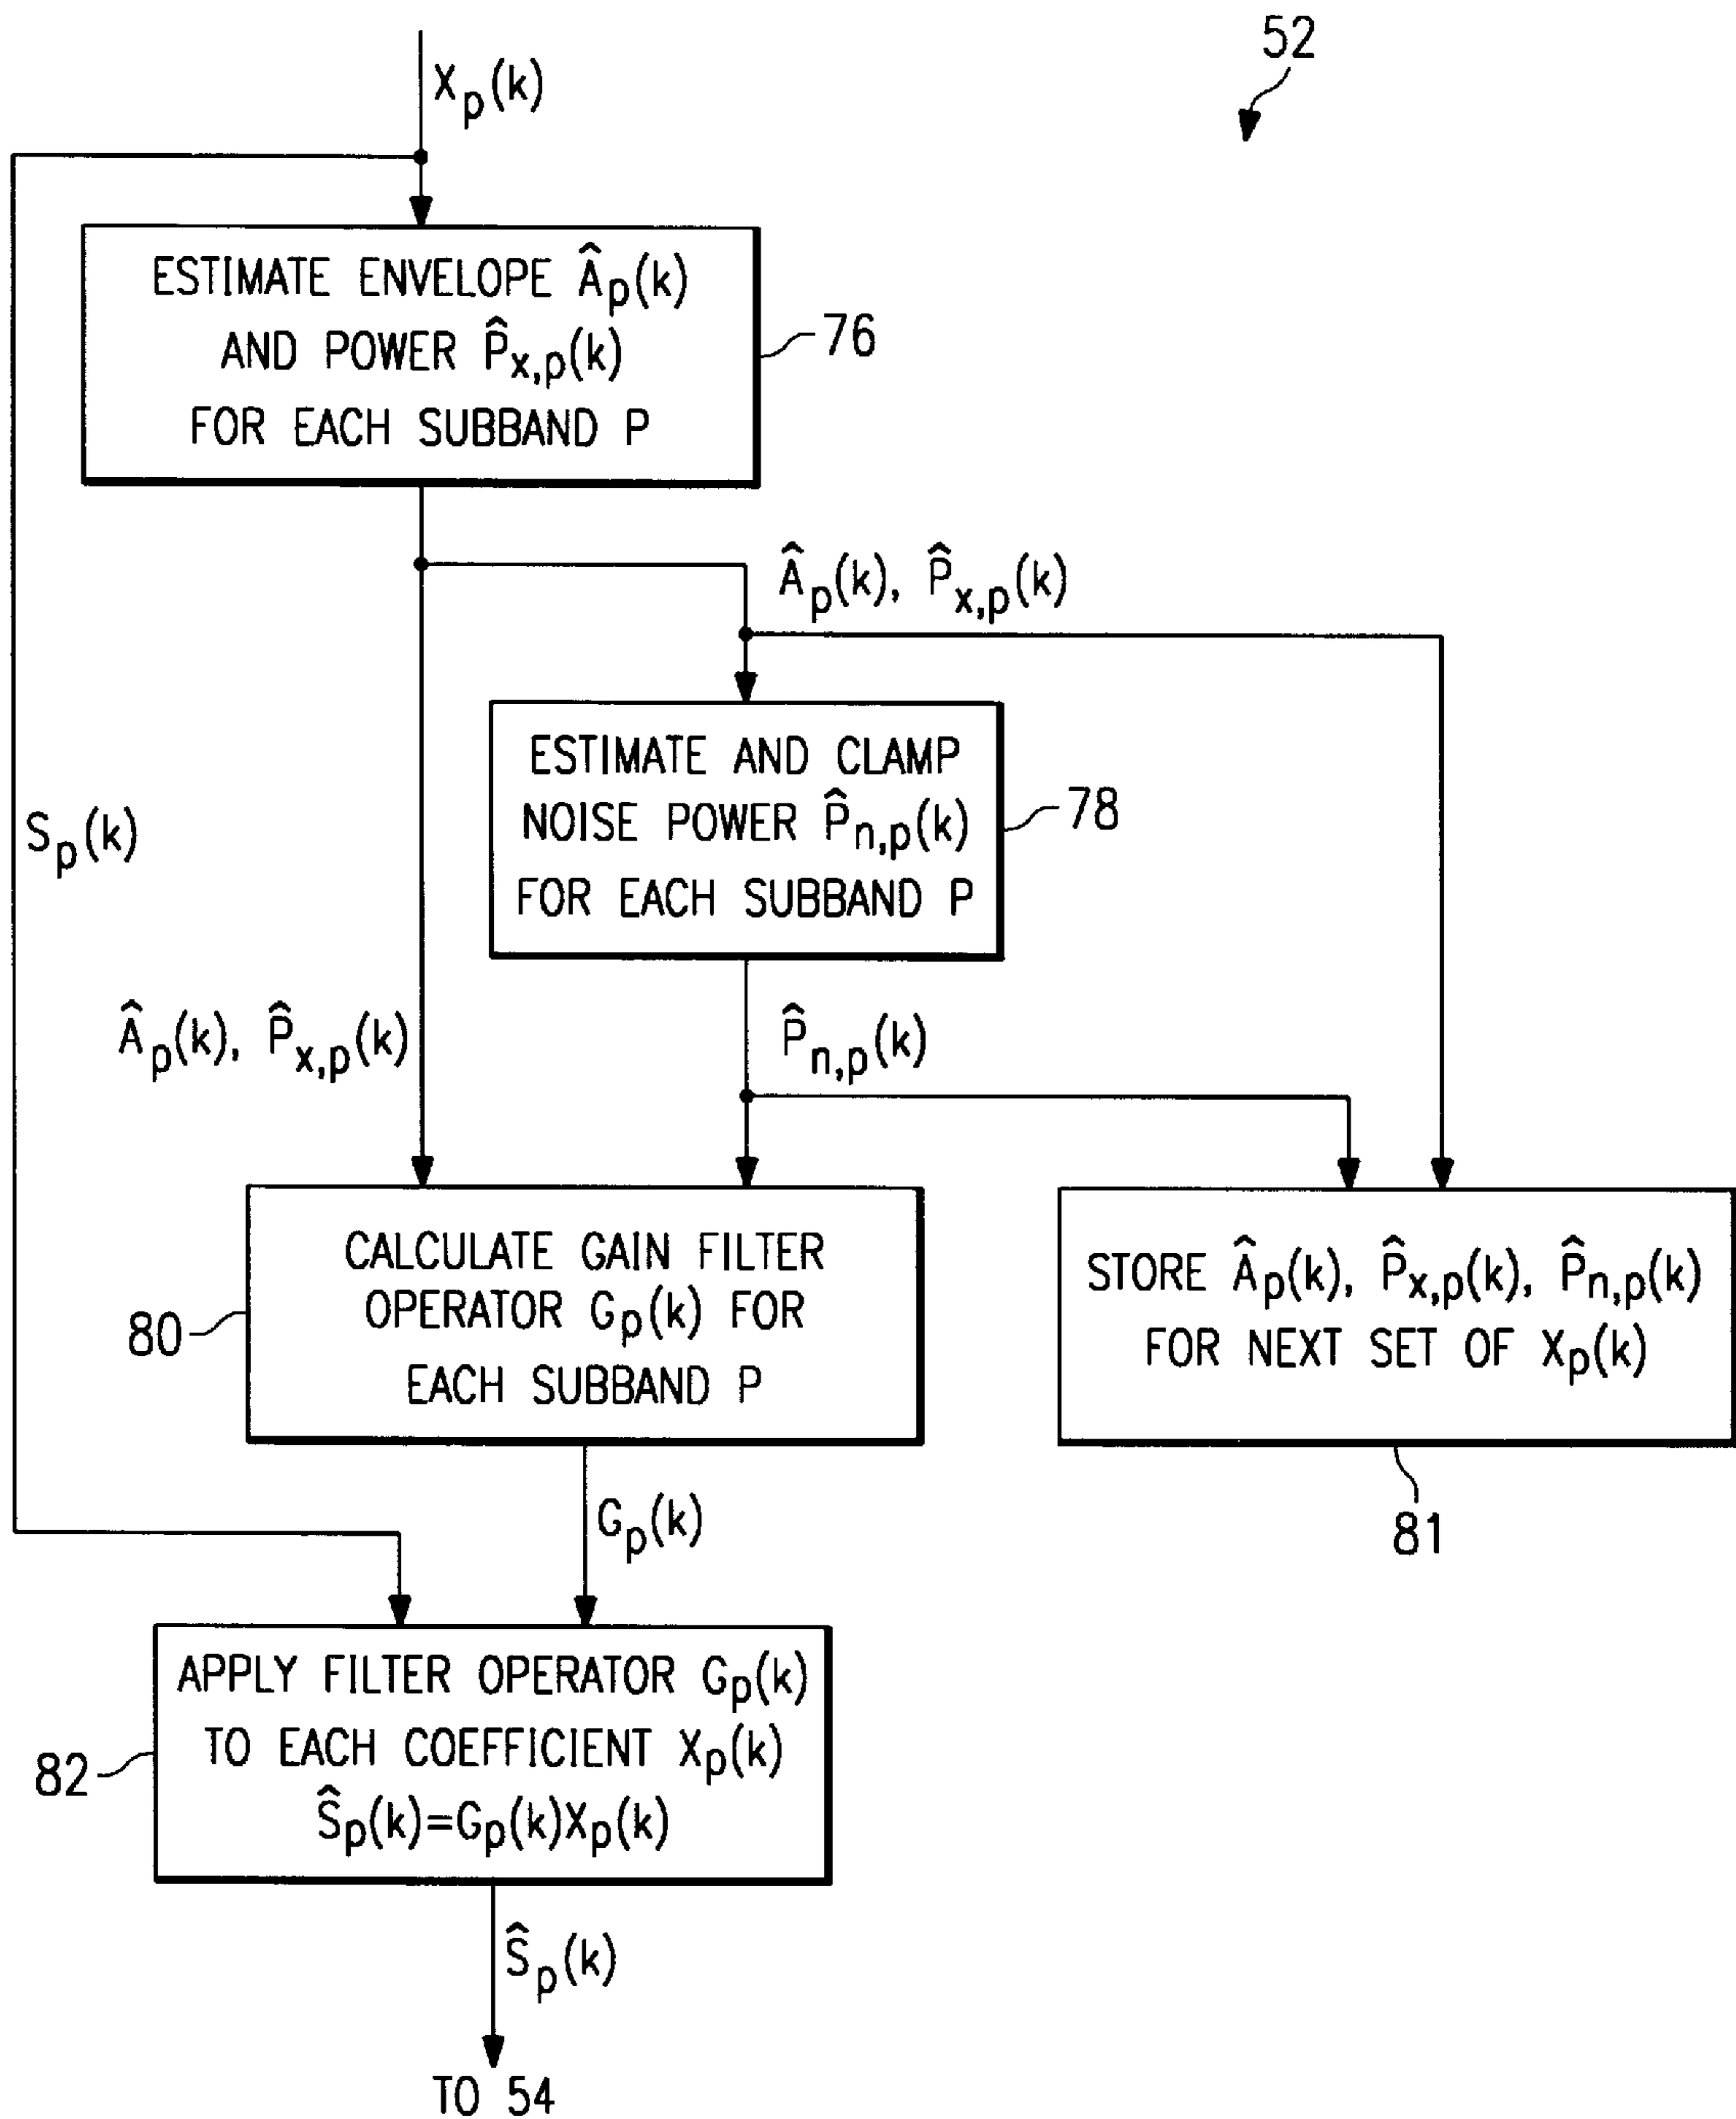 52
X_p(k)
ESTIMATE ENVELOPE Â_p(k)
AND POWER P̂_x,p(k)
FOR EACH SUBBAND P
76
Â_p(k), P̂_x,p(k)
ESTIMATE AND CLAMP
NOISE POWER P̂_n,p(k)
FOR EACH SUBBAND P
78
S_p(k)
Â_p(k), P̂_x,p(k)
P̂_n,p(k)
CALCULATE GAIN FILTER
OPERATOR G_p(k) FOR
EACH SUBBAND P
80
STORE Â_p(k), P̂_x,p(k), P̂_n,p(k)
FOR NEXT SET OF X_p(k)
81
G_p(k)
APPLY FILTER OPERATOR G_p(k)
TO EACH COEFFICIENT X_p(k)
Ŝ_p(k)=G_p(k)X_p(k)
82
Ŝ_p(k)
TO 54